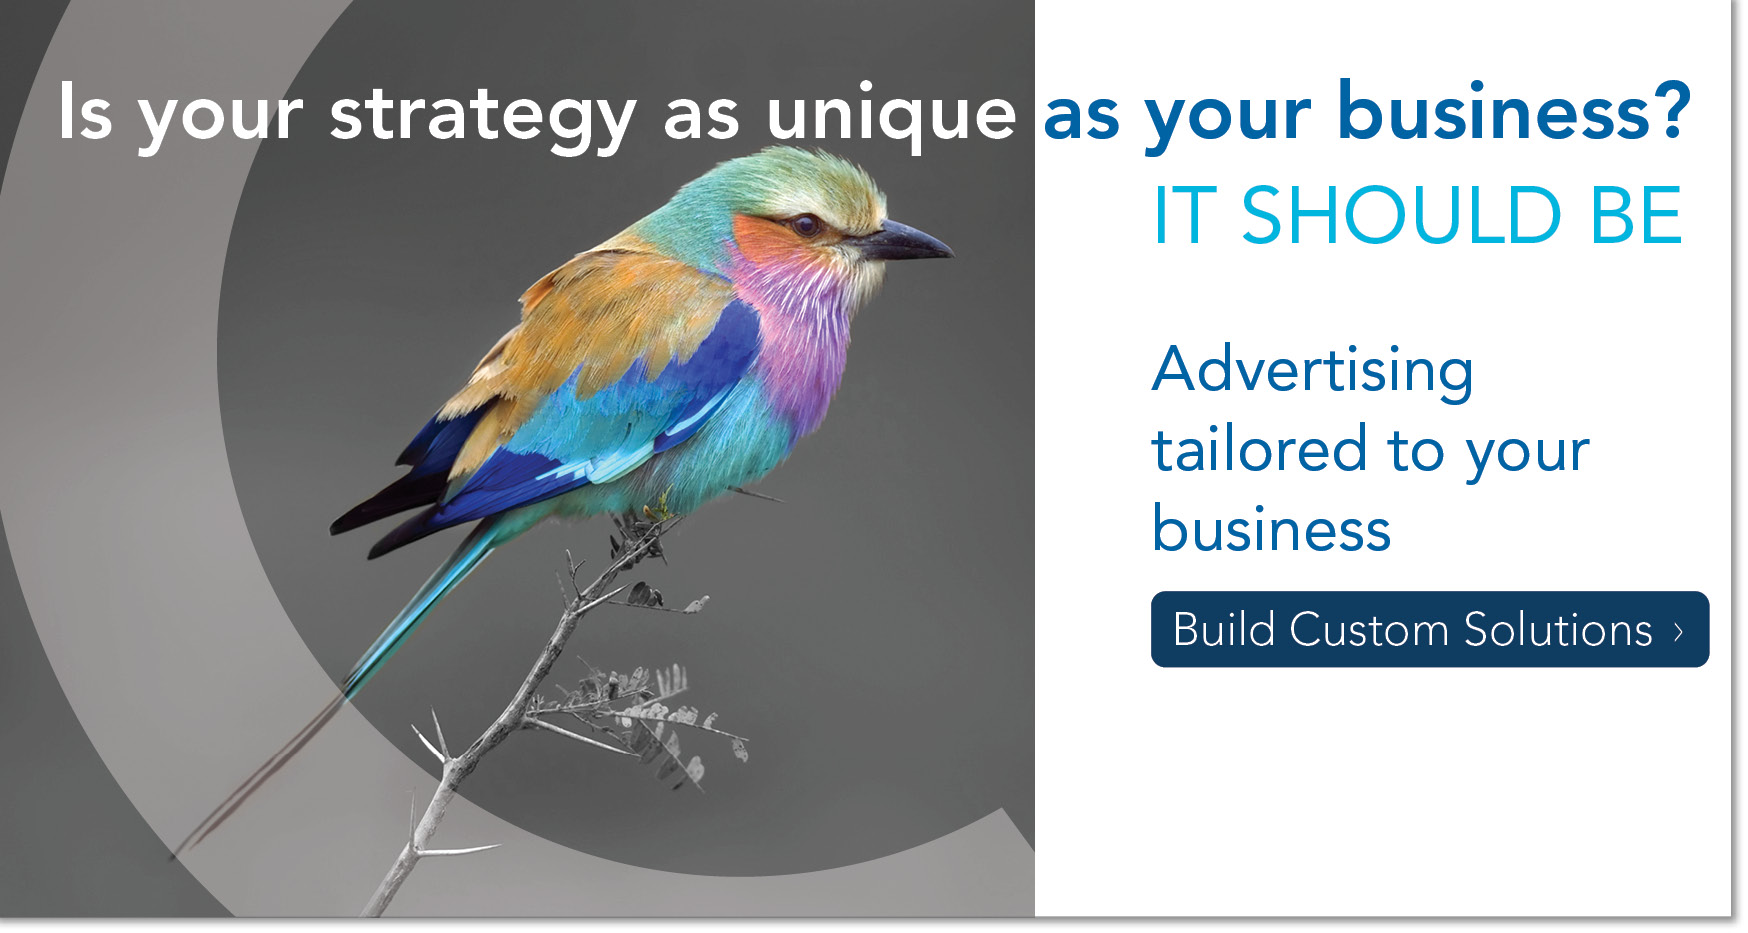 Is your strategy as unique as your business?
IT SHOULD BE
Advertising
tailored to your
business
Build Custom Solutions >